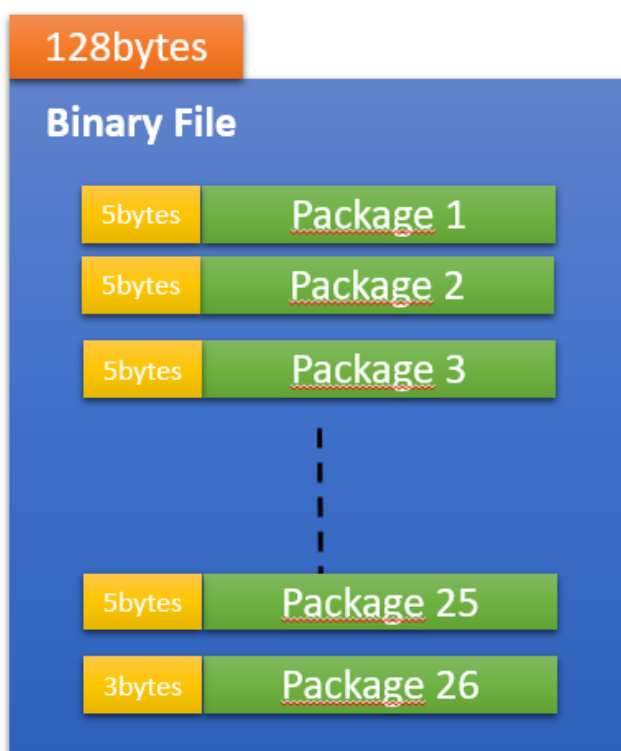 128bytes
Binary File
5bytes Package 1
5bytes Package 2
5bytes Package 3
5bytes Package 25
3bytes Package 26